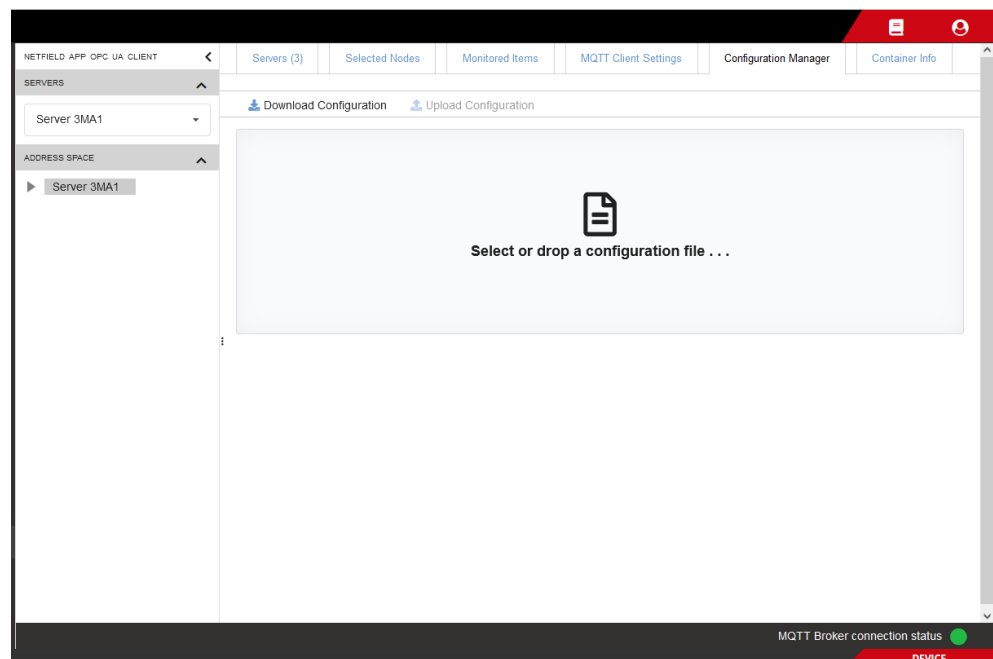 NETFIELD APP OPC UA CLIENT
Servers (3)
Selected Nodes
Monitored Items
MQTT Client Settings
Configuration Manager
Container Info
SERVERS
Server 3MA1
Download Configuration
Upload Configuration
ADDRESS SPACE
Server 3MA1
Select or drop a configuration file . . .
MQTT Broker connection status
DEVICE